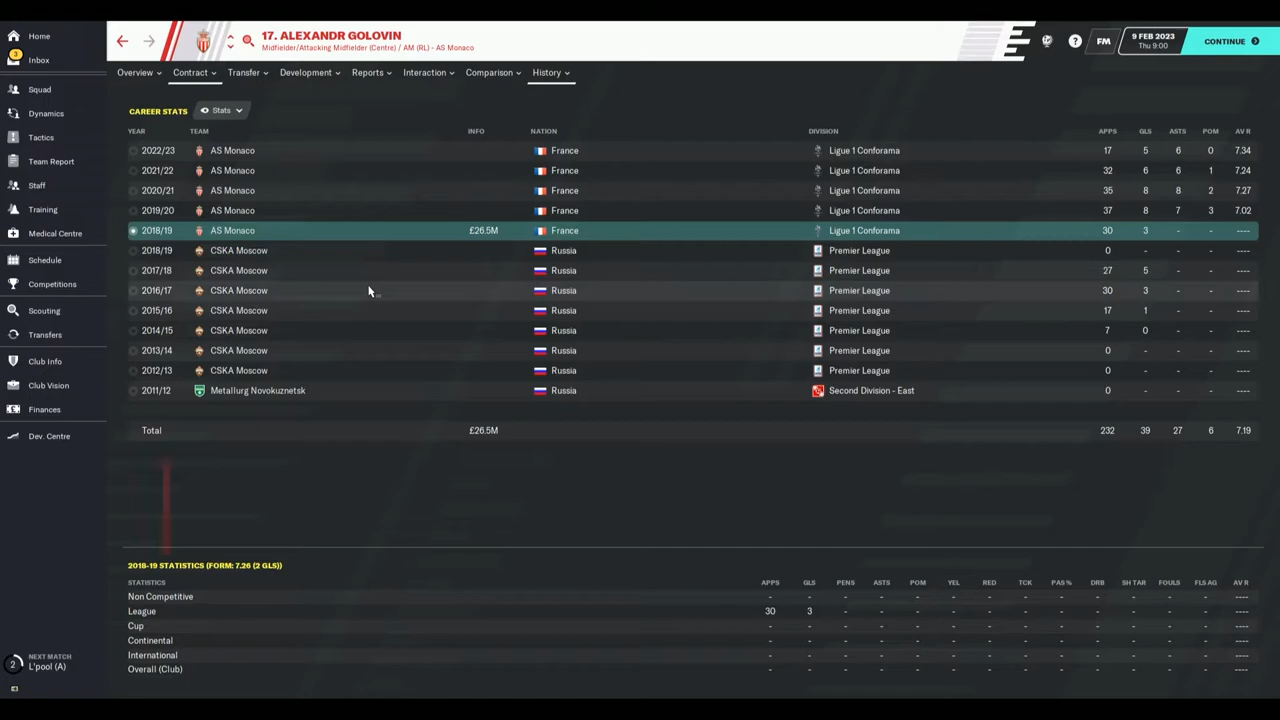 Home
3
Inbox
Squad
Dynamics
Tactics
Team Report
Staff
Training
Medical Centre
Schedule
Competitions
Scouting
Transfers
Club Info
Club Vision
Finances
Dev. Centre
2
NEXT MATCH
L'pool (A)
17. ALEXANDR GOLOVIN
Midfielder/Attacking Midfielder (Centre) / AM (RL) - AS Monaco
?
FM
9 FEB 2023
Thu 9:00
CONTINUE
Overview Contract Transfer Development Reports Interaction Comparison History
CAREER STATS Stats
YEAR TEAM INFO NATION DIVISION APPS GLS ASTS POM AV R
2022/23 AS Monaco France Ligue 1 Conforama 17 5 6 0 7.34
2021/22 AS Monaco France Ligue 1 Conforama 32 6 6 1 7.24
2020/21 AS Monaco France Ligue 1 Conforama 35 8 8 2 7.27
2019/20 AS Monaco France Ligue 1 Conforama 37 8 7 3 7.02
2018/19 AS Monaco £26.5M France Ligue 1 Conforama 30 3 - - ----
2018/19 CSKA Moscow Russia Premier League 0 - - - ----
2017/18 CSKA Moscow Russia Premier League 27 5 - - ----
2016/17 CSKA Moscow Russia Premier League 30 3 - - ----
2015/16 CSKA Moscow Russia Premier League 17 1 - - ----
2014/15 CSKA Moscow Russia Premier League 7 0 - - ----
2013/14 CSKA Moscow Russia Premier League 0 - - - ----
2012/13 CSKA Moscow Russia Premier League 0 - - - ----
2011/12 Metallurg Novokuznetsk Russia Second Division - East 0 - - - ----
Total £26.5M 232 39 27 6 7.19
2018-19 STATISTICS (FORM: 7.26 (2 GLS))
STATISTICS APPS GLS PENS ASTS POM YEL RED TCK PAS % DRB SH TAR FOULS FLS AG AV R
Non Competitive - - - - - - - - - - - - - ----
League 30 3 - - - - - - - - - - - ----
Cup - - - - - - - - - - - - - ----
Continental - - - - - - - - - - - - - ----
International - - - - - - - - - - - - - ----
Overall (Club) - - - - - - - - - - - - - ----